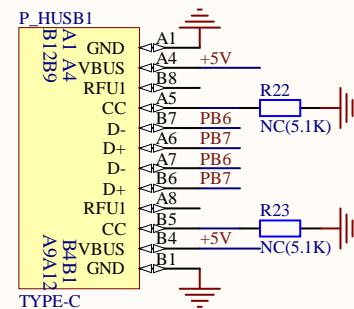 P_HUSB1
A1 A4
B12B9
GND A1
VBUS A4 +5V
RFU1 B8
CC A5 R22
NC(5.1K)
D- B7 PB6
D+ A6 PB7
D- A7 PB6
D+ B6 PB7
RFU1 A8
CC B5 R23
NC(5.1K)
VBUS B4 +5V
GND B1
B4B1
A9A12
TYPE-C